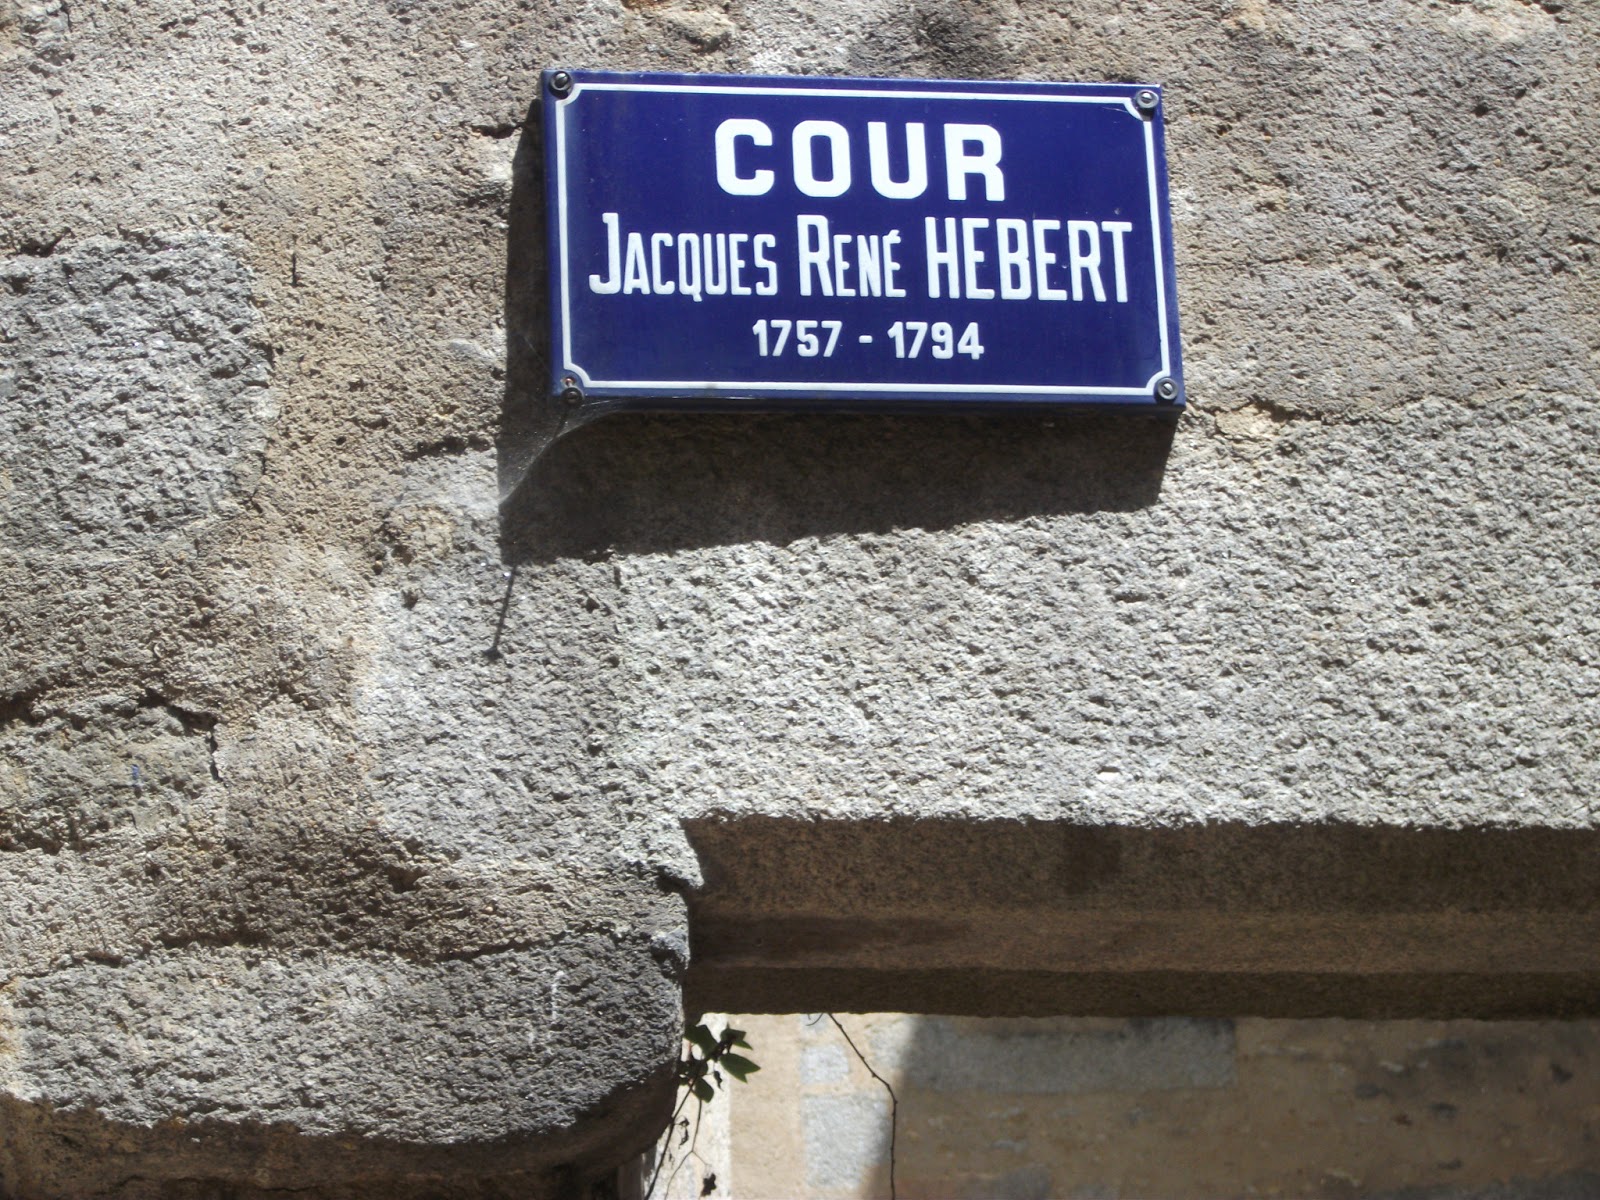 COUR
JACQUES RENÉ HEBERT
1757 - 1794